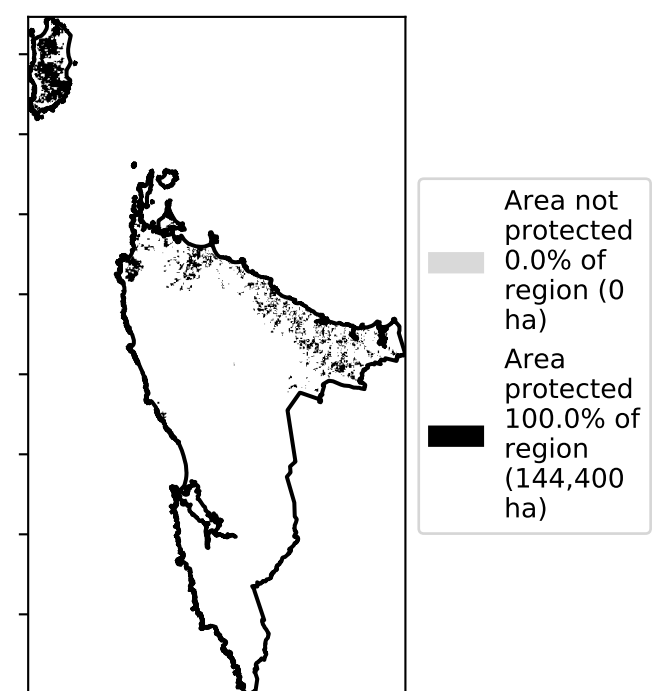 Area not
protected
0.0% of
region (0
ha)
Area
protected
100.0% of
region
(144,400
ha)